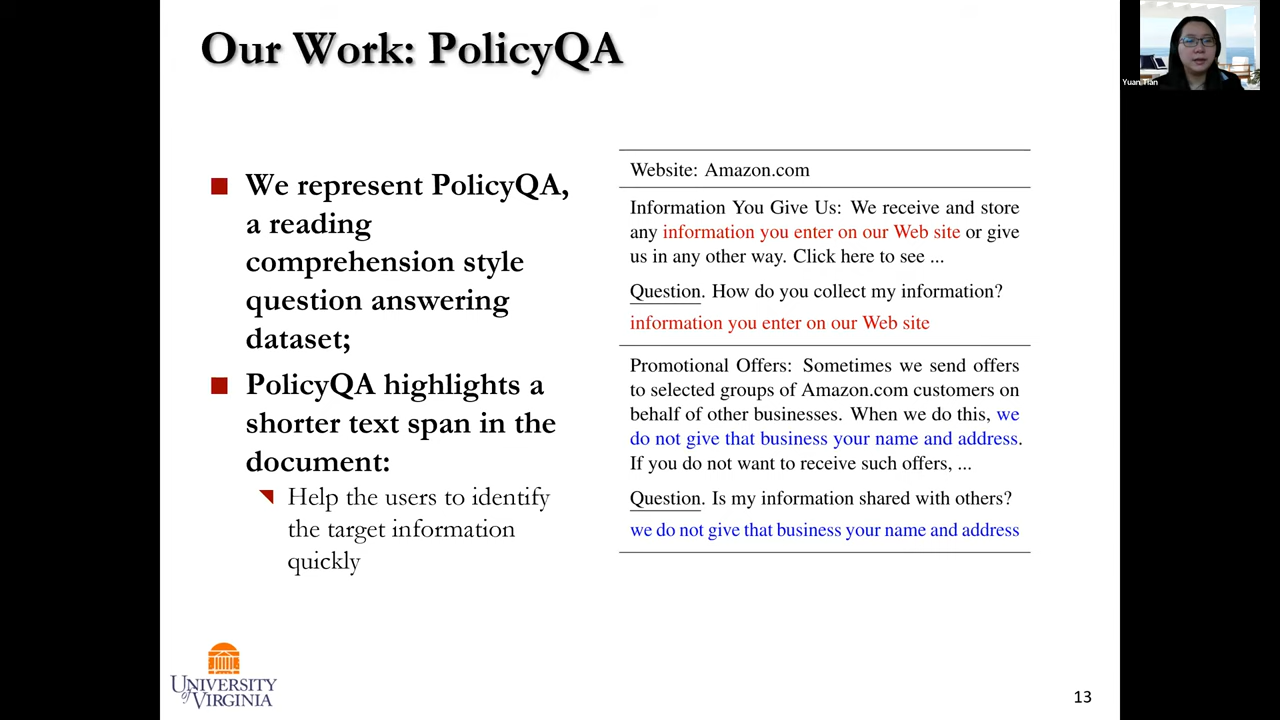 Our Work: PolicyQA
We represent PolicyQA,
a reading
comprehension style
question answering
dataset;
PolicyQA highlights a
shorter text span in the
document:
Help the users to identify
the target information
quickly
Website: Amazon.com
Information You Give Us: We receive and store
any information you enter on our Web site or give
us in any other way. Click here to see ...
Question. How do you collect my information?
information you enter on our Web site
Promotional Offers: Sometimes we send offers
to selected groups of Amazon.com customers on
behalf of other businesses. When we do this, we
do not give that business your name and address.
If you do not want to receive such offers, ...
Question. Is my information shared with others?
we do not give that business your name and address
UNIVERSITY
of VIRGINIA
13
Yuan Tian